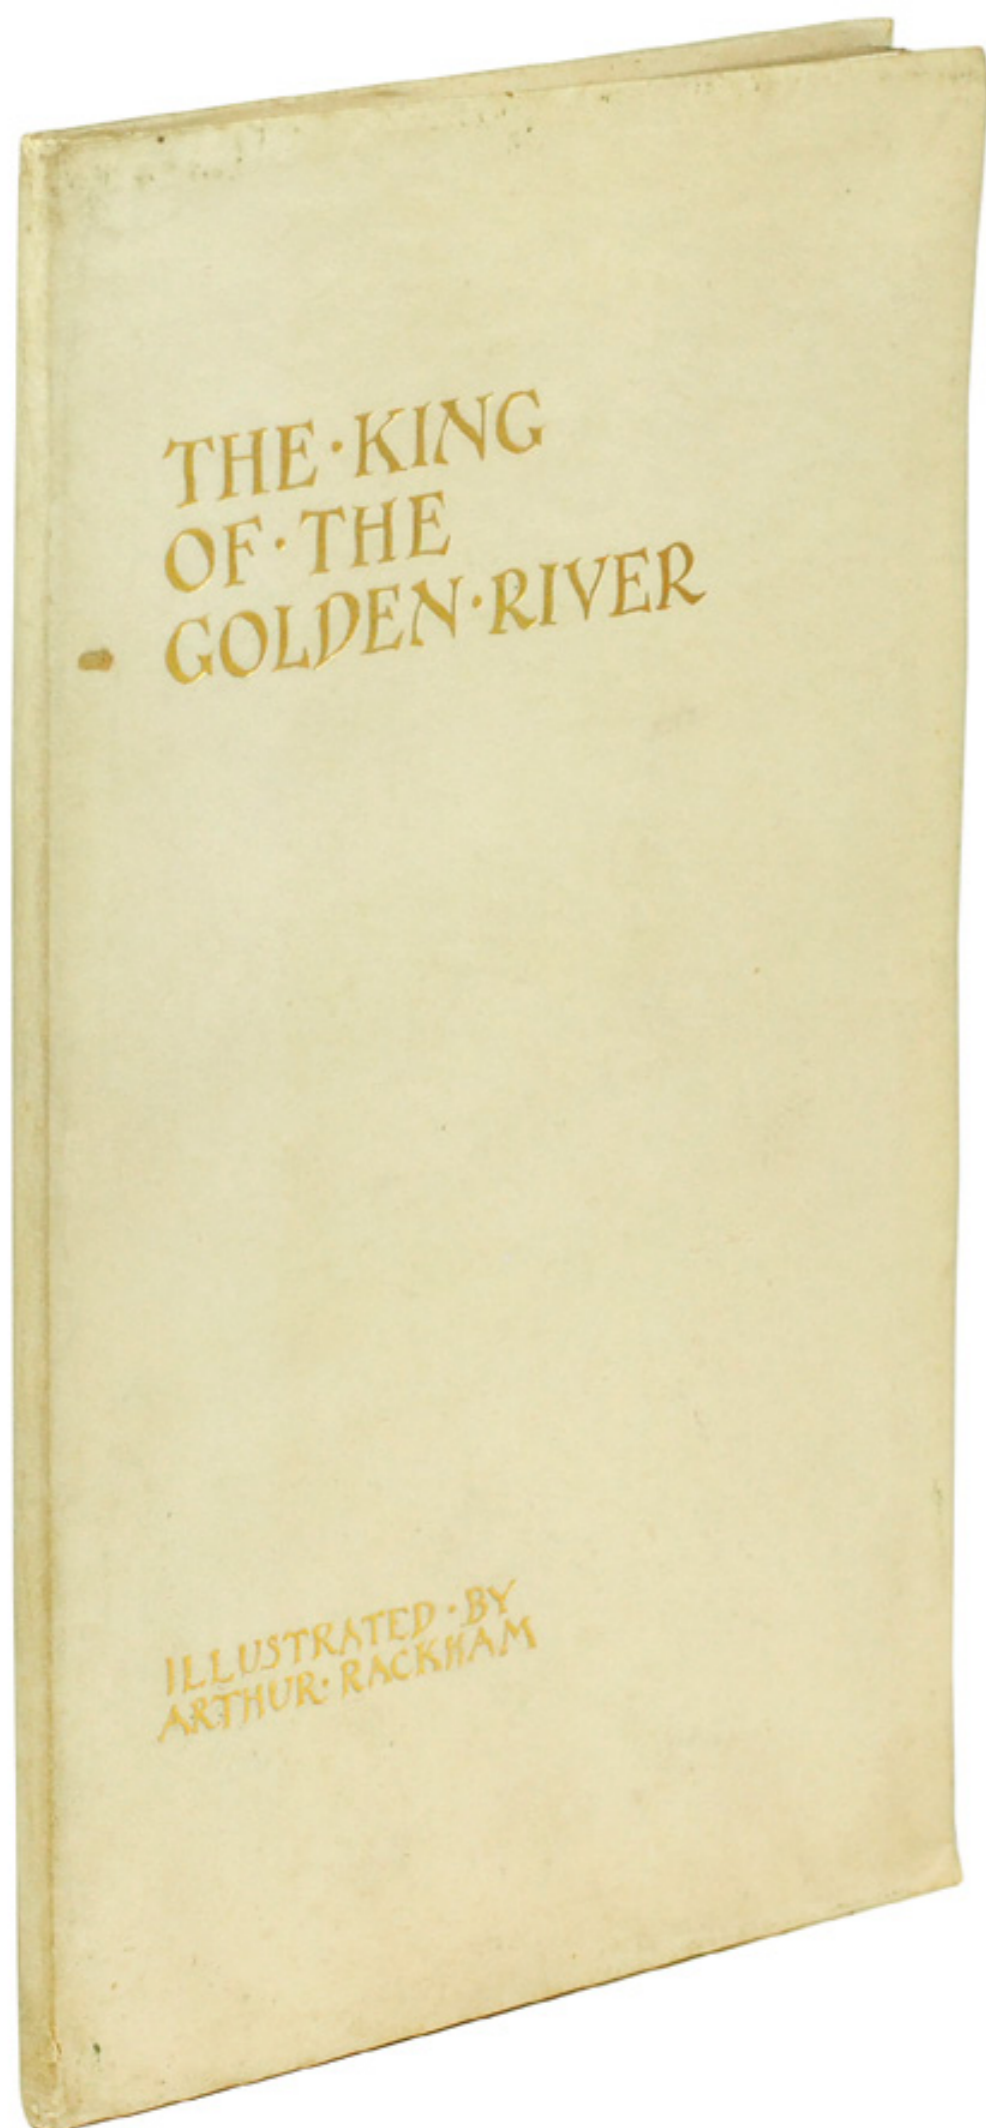 THE·KING
OF·THE
GOLDEN·RIVER
ILLUSTRATED·BY
ARTHUR·RACKHAM